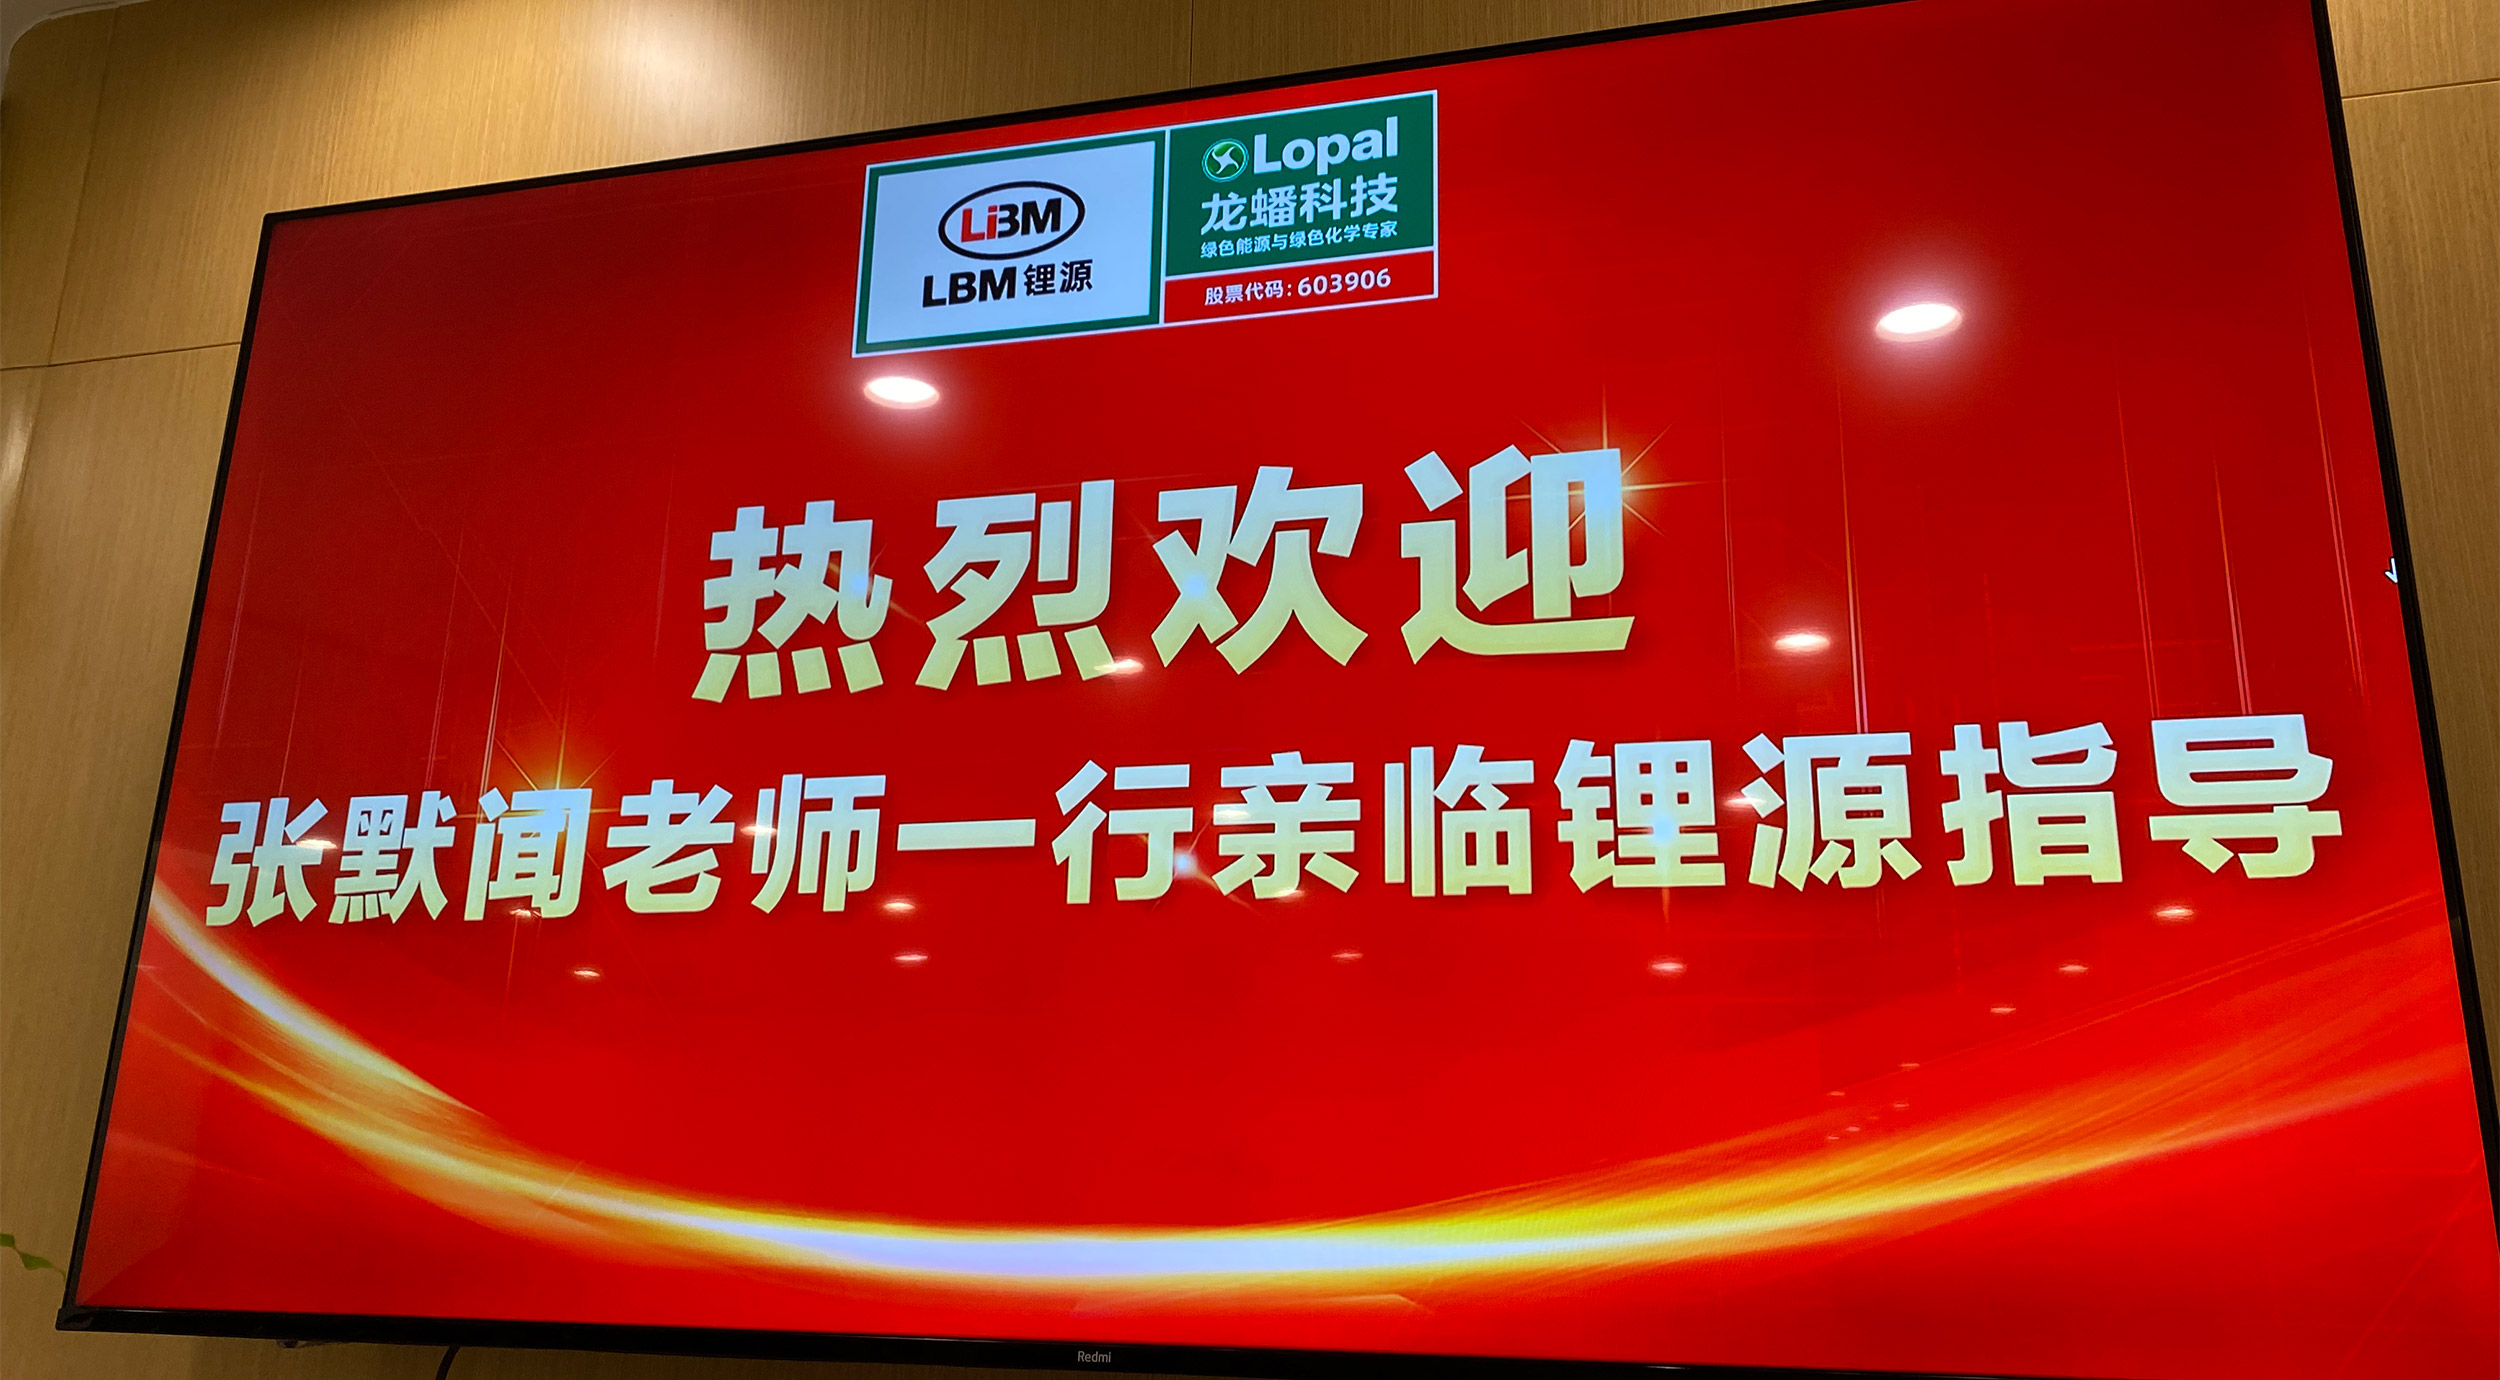 LiBM
LBM 锂源
Lopal
龙蟠科技
绿色能源与绿色化学专家
股票代码:603906
热烈欢迎
张默闻老师一行亲临锂源指导
Redmi